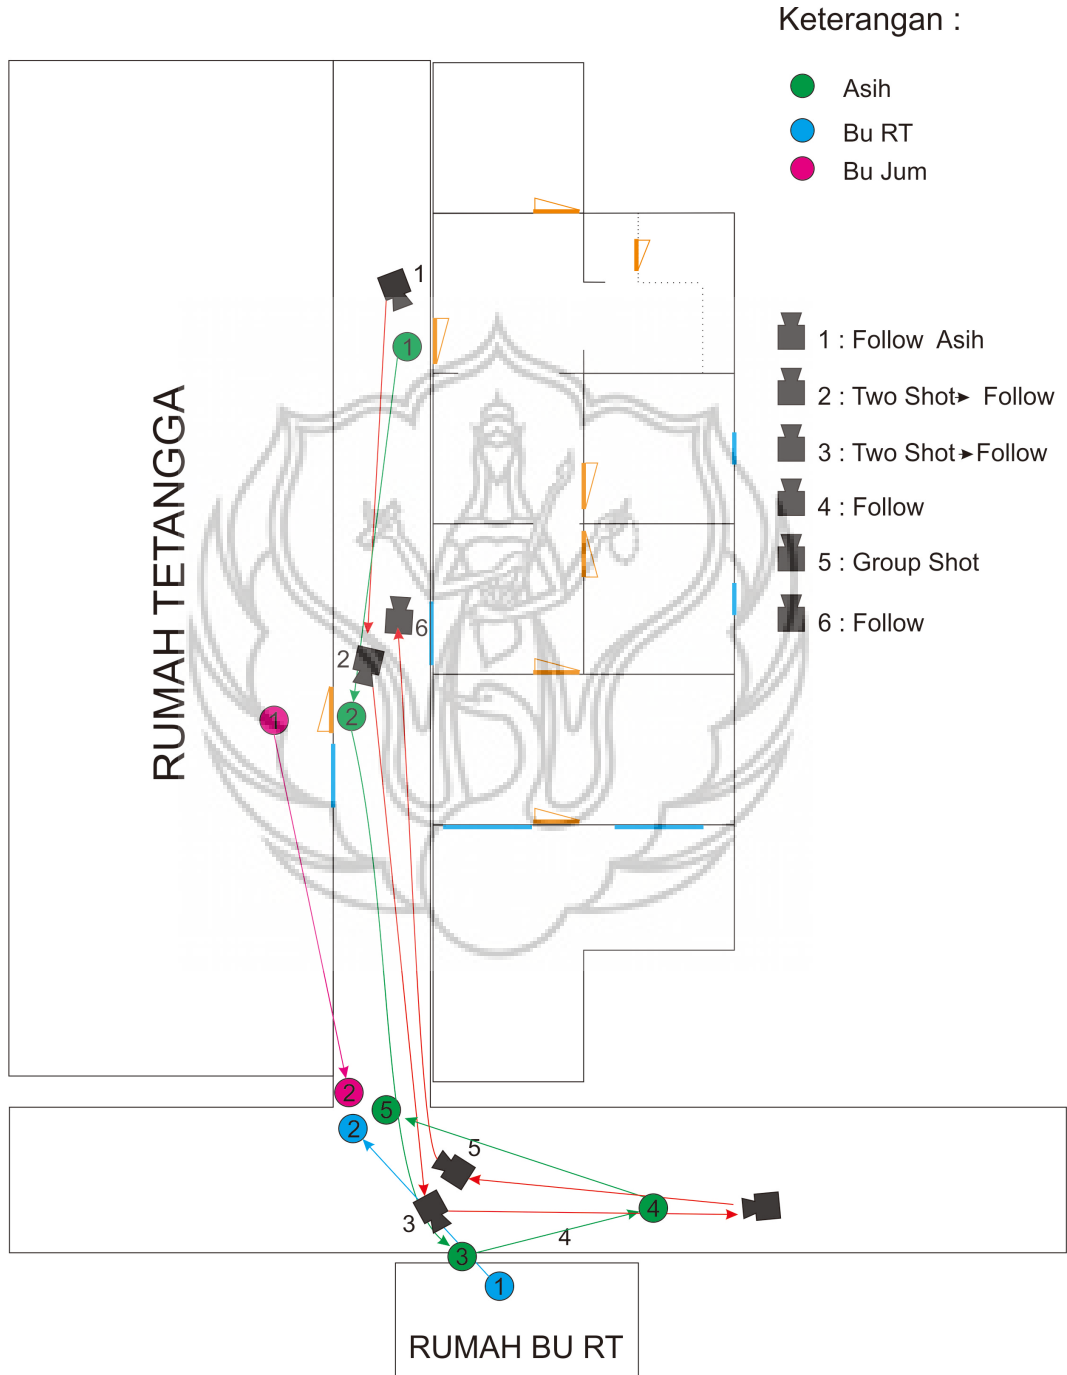 Keterangan :
Asih
Bu RT
Bu Jum
1 : Follow Asih
2 : Two Shot Follow
3 : Two Shot Follow
4 : Follow
5 : Group Shot
6 : Follow
RUMAH TETANGGA
1
1
6
2
1
2
2
5
2
5
4
3
4
3
1
RUMAH BU RT